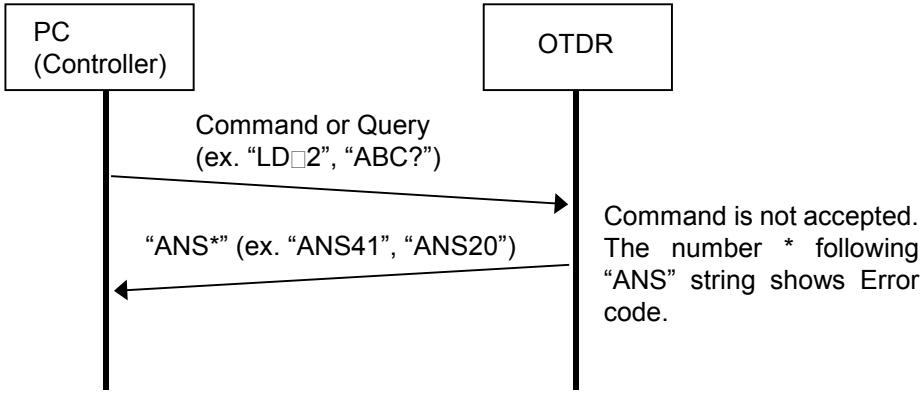 PC
(Controller)
OTDR
Command or Query
(ex. “LD□2”, “ABC?”)
“ANS*” (ex. “ANS41”, “ANS20”)
Command is not accepted.
The number * following
“ANS” string shows Error
code.